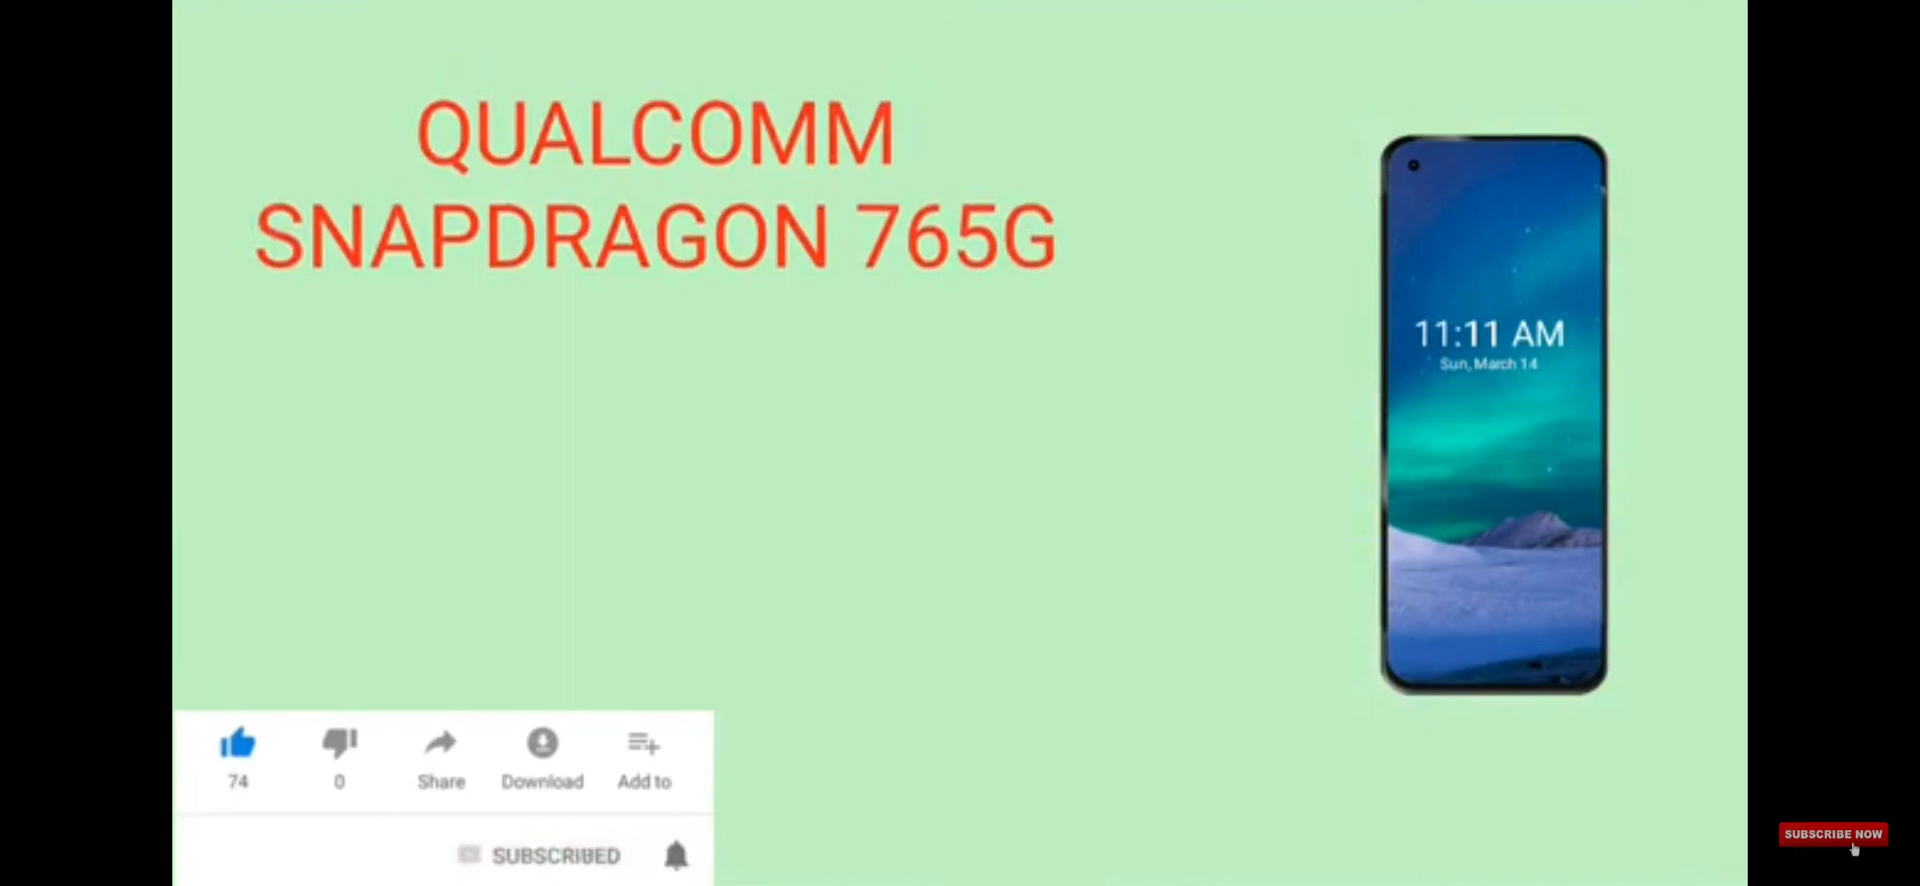 QUALCOMM
SNAPDRAGON 765G
11:11 AM
Sun, March 14
74
0
Share
Download
Add to
SUBSCRIBED
SUBSCRIBE NOW